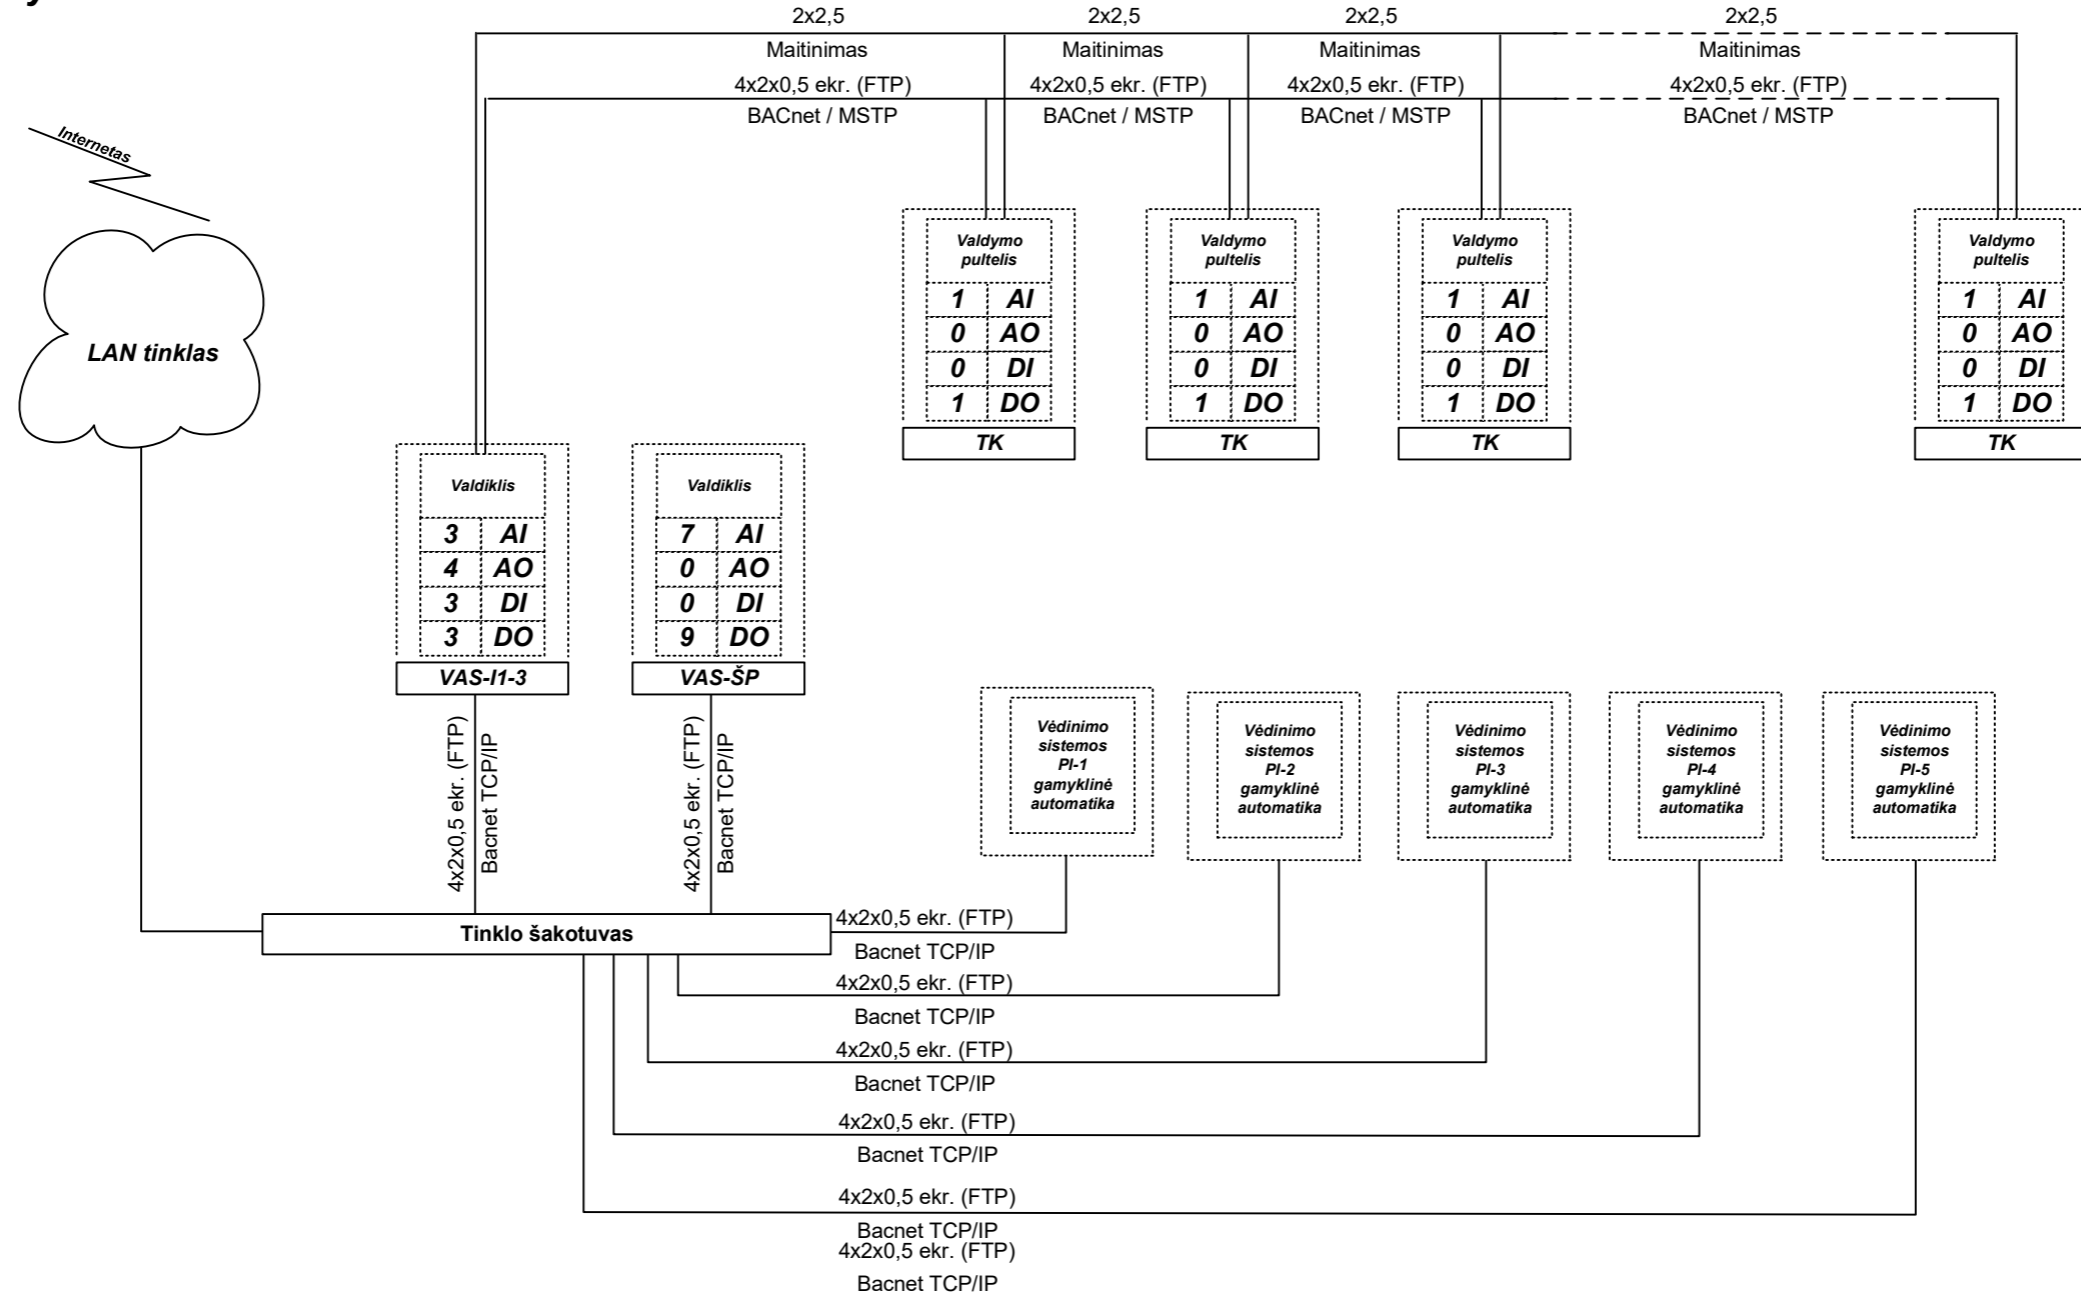 2x2,5
2x2,5
2x2,5
2x2,5
Maitinimas
Maitinimas
Maitinimas
Maitinimas
4x2x0,5 ekr. (FTP)
4x2x0,5 ekr. (FTP)
4x2x0,5 ekr. (FTP)
4x2x0,5 ekr. (FTP)
BACnet / MSTP
BACnet / MSTP
BACnet / MSTP
BACnet / MSTP
Internetas
LAN tinklas
Valdymo
pultelis
1 AI
0 AO
0 DI
1 DO
TK
Valdymo
pultelis
1 AI
0 AO
0 DI
1 DO
TK
Valdymo
pultelis
1 AI
0 AO
0 DI
1 DO
TK
Valdymo
pultelis
1 AI
0 AO
0 DI
1 DO
TK
Valdiklis
3 AI
4 AO
3 DI
3 DO
VAS-I1-3
Valdiklis
7 AI
0 AO
0 DI
9 DO
VAS-ŠP
4x2x0,5 ekr. (FTP)
Bacnet TCP/IP
4x2x0,5 ekr. (FTP)
Bacnet TCP/IP
Vėdinimo
sistemos
PI-1
gamyklinė
automatika
Vėdinimo
sistemos
PI-2
gamyklinė
automatika
Vėdinimo
sistemos
PI-3
gamyklinė
automatika
Vėdinimo
sistemos
PI-4
gamyklinė
automatika
Vėdinimo
sistemos
PI-5
gamyklinė
automatika
Tinklo šakotuvas
4x2x0,5 ekr. (FTP)
Bacnet TCP/IP
4x2x0,5 ekr. (FTP)
Bacnet TCP/IP
4x2x0,5 ekr. (FTP)
Bacnet TCP/IP
4x2x0,5 ekr. (FTP)
Bacnet TCP/IP
4x2x0,5 ekr. (FTP)
Bacnet TCP/IP
4x2x0,5 ekr. (FTP)
Bacnet TCP/IP